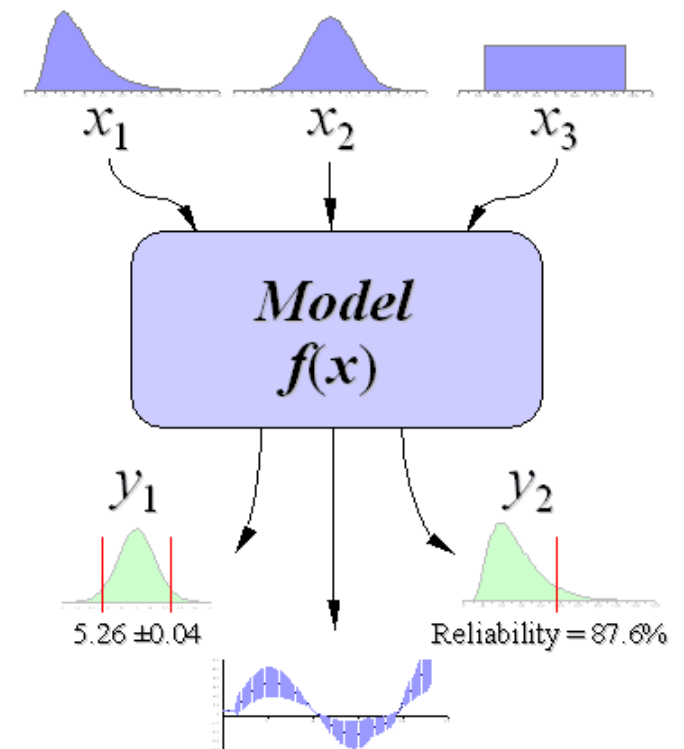 x₁ x₂ x₃
Model
f(x)
y₁ y₂
5.26 ±0.04 Reliability = 87.6%